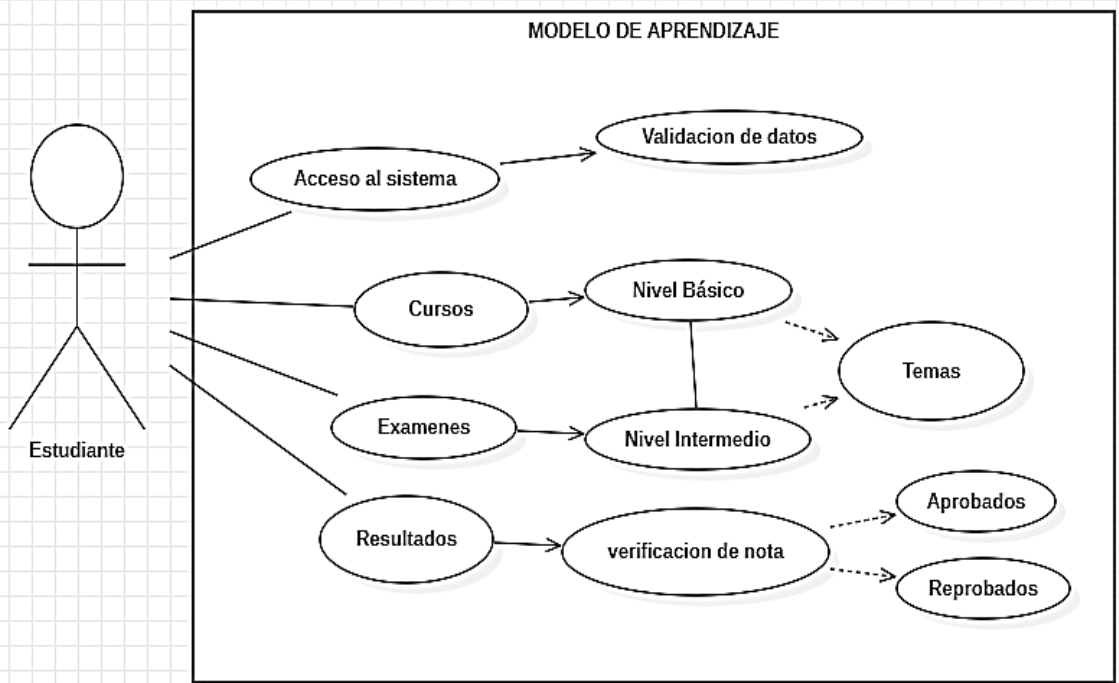 MODELO DE APRENDIZAJE
Validacion de datos
Acceso al sistema
Nivel Básico
Cursos
Temas
Examenes
Nivel Intermedio
Estudiante
Aprobados
Resultados
verificacion de nota
Reprobados